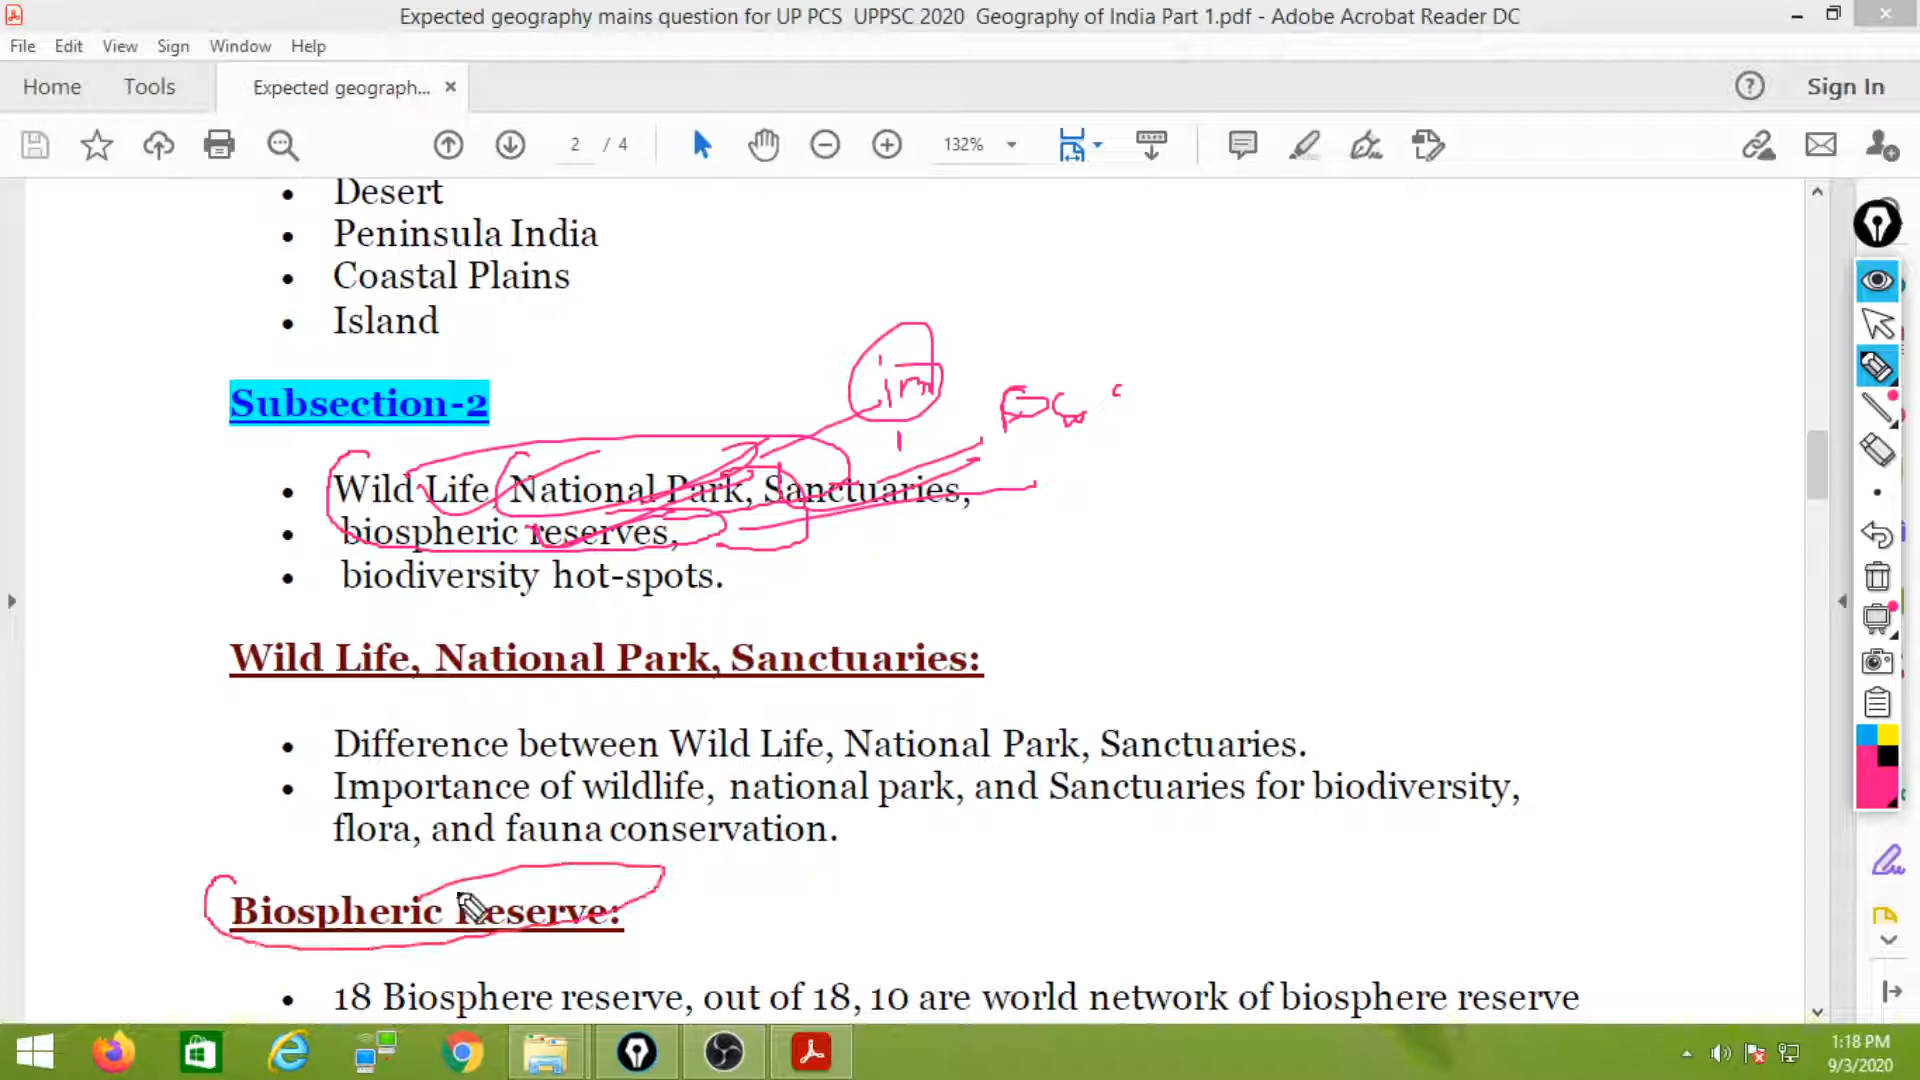 Expected geography mains question for UP PCS UPPSC 2020 Geography of India Part 1.pdf - Adobe Acrobat Reader DC
File Edit View Sign Window Help
Home Tools Expected geograph... × Sign In
2 / 4 132%
• Desert
• Peninsula India
• Coastal Plains
• Island
Subsection-2
• Wild Life, National Park, Sanctuaries,
• biospheric reserves,
• biodiversity hot-spots.
Wild Life, National Park, Sanctuaries:
• Difference between Wild Life, National Park, Sanctuaries.
• Importance of wildlife, national park, and Sanctuaries for biodiversity,
flora, and fauna conservation.
Biospheric Reserve:
• 18 Biosphere reserve, out of 18, 10 are world network of biosphere reserve
1:18 PM
9/3/2020